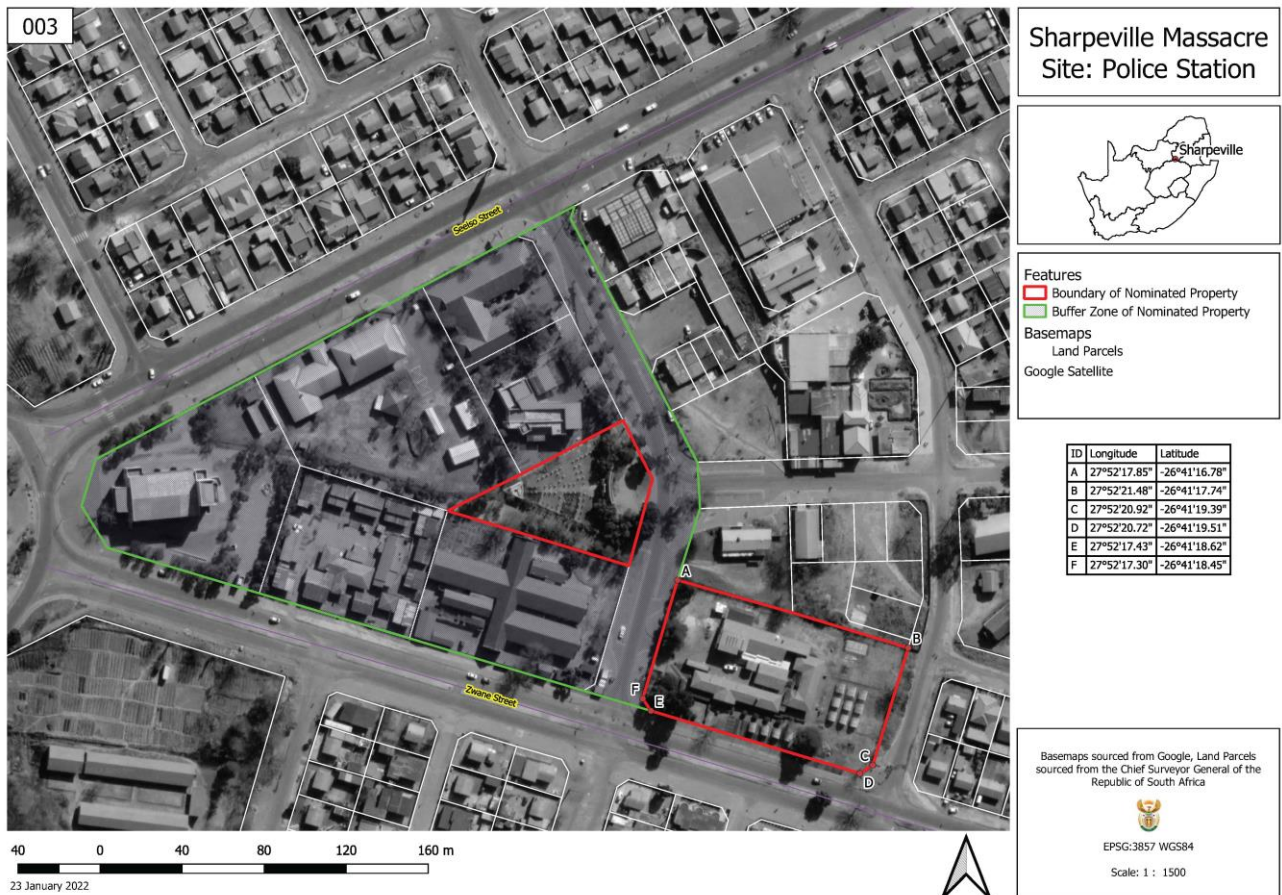 003
Seeiso Street
Zwane Street
A
B
C
D
E
F
40 0 40 80 120 160 m
23 January 2022
Sharpeville Massacre
Site: Police Station
Sharpeville
Features
Boundary of Nominated Property
Buffer Zone of Nominated Property
Basemaps
Land Parcels
Google Satellite
ID Longitude Latitude
A 27°52'17.85" -26°41'16.78"
B 27°52'21.48" -26°41'17.74"
C 27°52'20.92" -26°41'19.39"
D 27°52'20.72" -26°41'19.51"
E 27°52'17.43" -26°41'18.62"
F 27°52'17.30" -26°41'18.45"
Basemaps sourced from Google, Land Parcels
sourced from the Chief Surveyor General of the
Republic of South Africa
EPSG:3857 WGS84
Scale: 1 : 1500